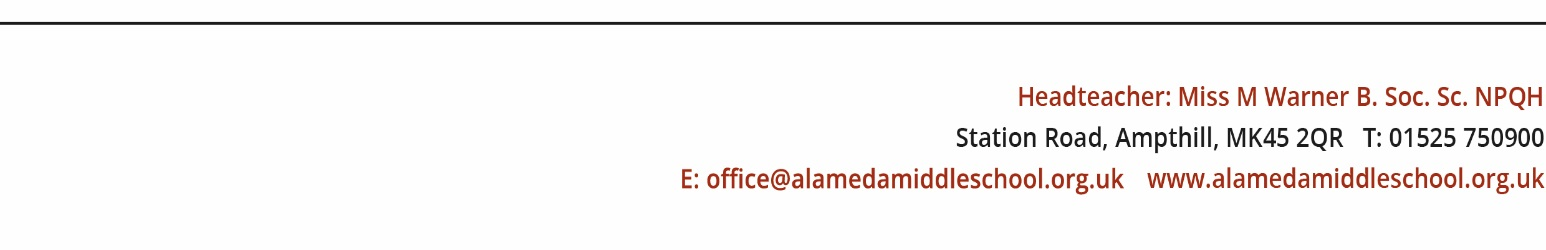 Headteacher: Miss M Warner B. Soc. Sc. NPQH
Station Road, Ampthill, MK45 2QR T: 01525 750900
E: office@alamedamiddleschool.org.uk www.alamedamiddleschool.org.uk